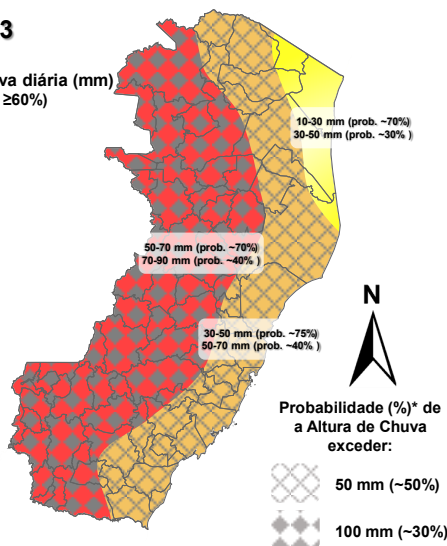 3
va diária (mm)
≥60%)
10-30 mm (prob. ~70%)
30-50 mm (prob. ~30% )
50-70 mm (prob. ~70%)
70-90 mm (prob. ~40% )
30-50 mm (prob. ~75%)
50-70 mm (prob. ~40% )
N
Probabilidade (%)* de
a Altura de Chuva
exceder:
50 mm (~50%)
100 mm (~30%)